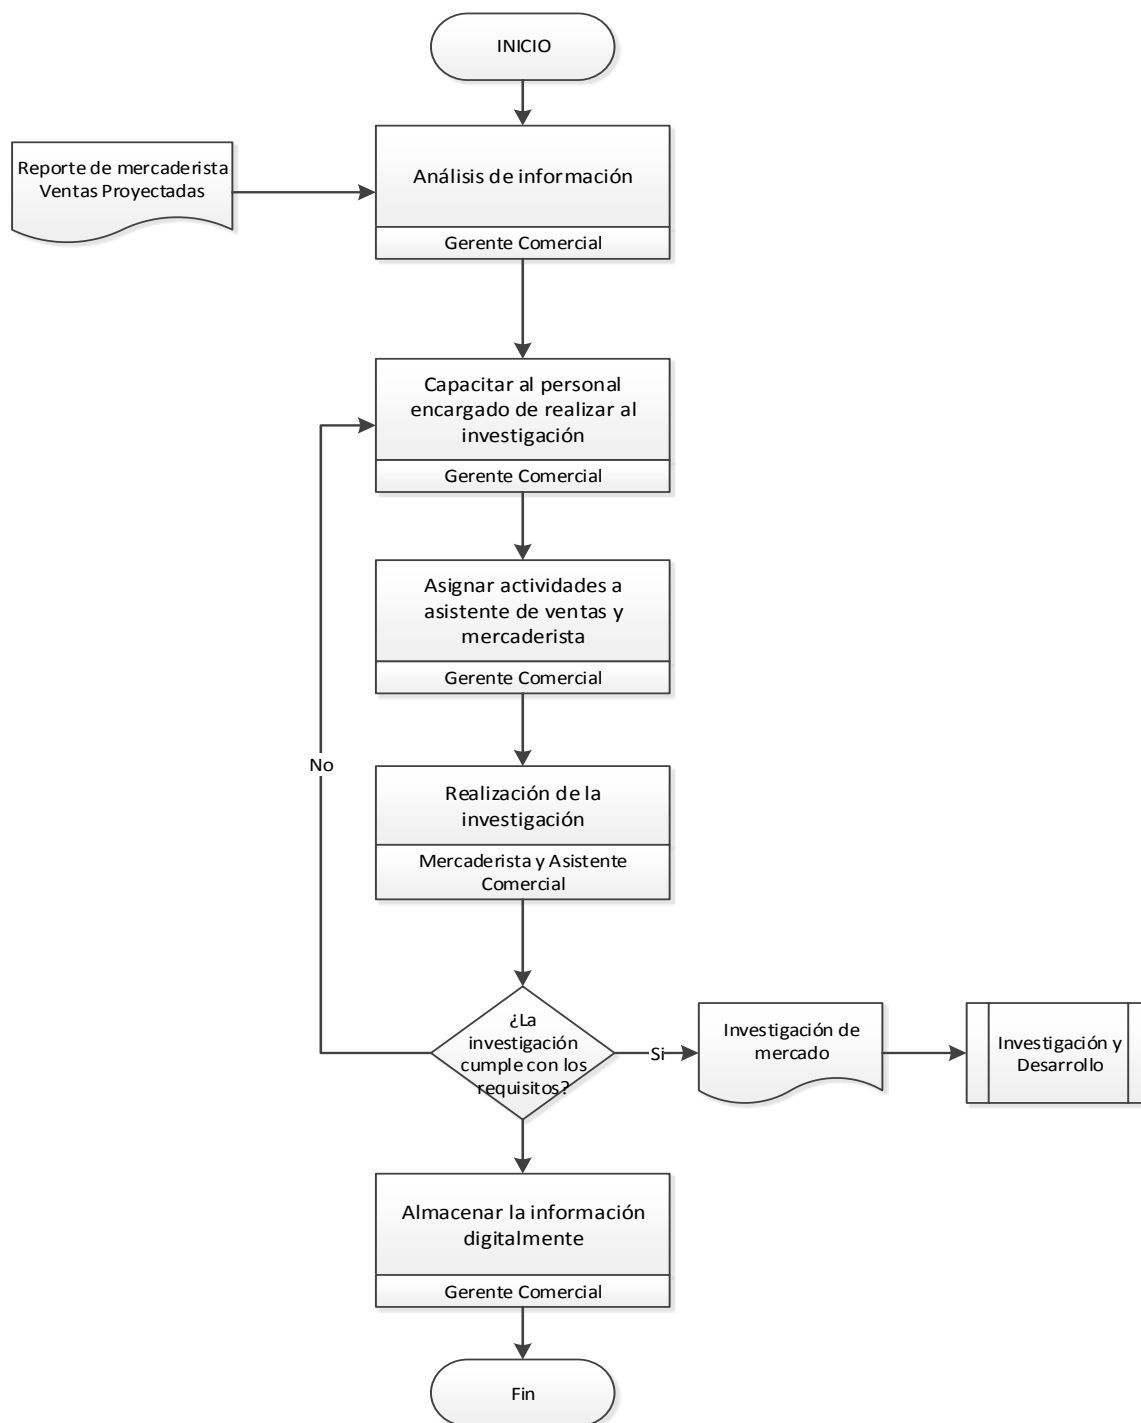 INICIO
Reporte de mercaderista
Ventas Proyectadas
Análisis de información
Gerente Comercial
Capacitar al personal
encargado de realizar al
investigación
Gerente Comercial
Asignar actividades a
asistente de ventas y
mercaderista
Gerente Comercial
No
Realización de la
investigación
Mercaderista y Asistente
Comercial
¿La
investigación
cumple con los
requisitos?
Si
Investigación de
mercado
Investigación y
Desarrollo
Almacenar la información
digitalmente
Gerente Comercial
Fin